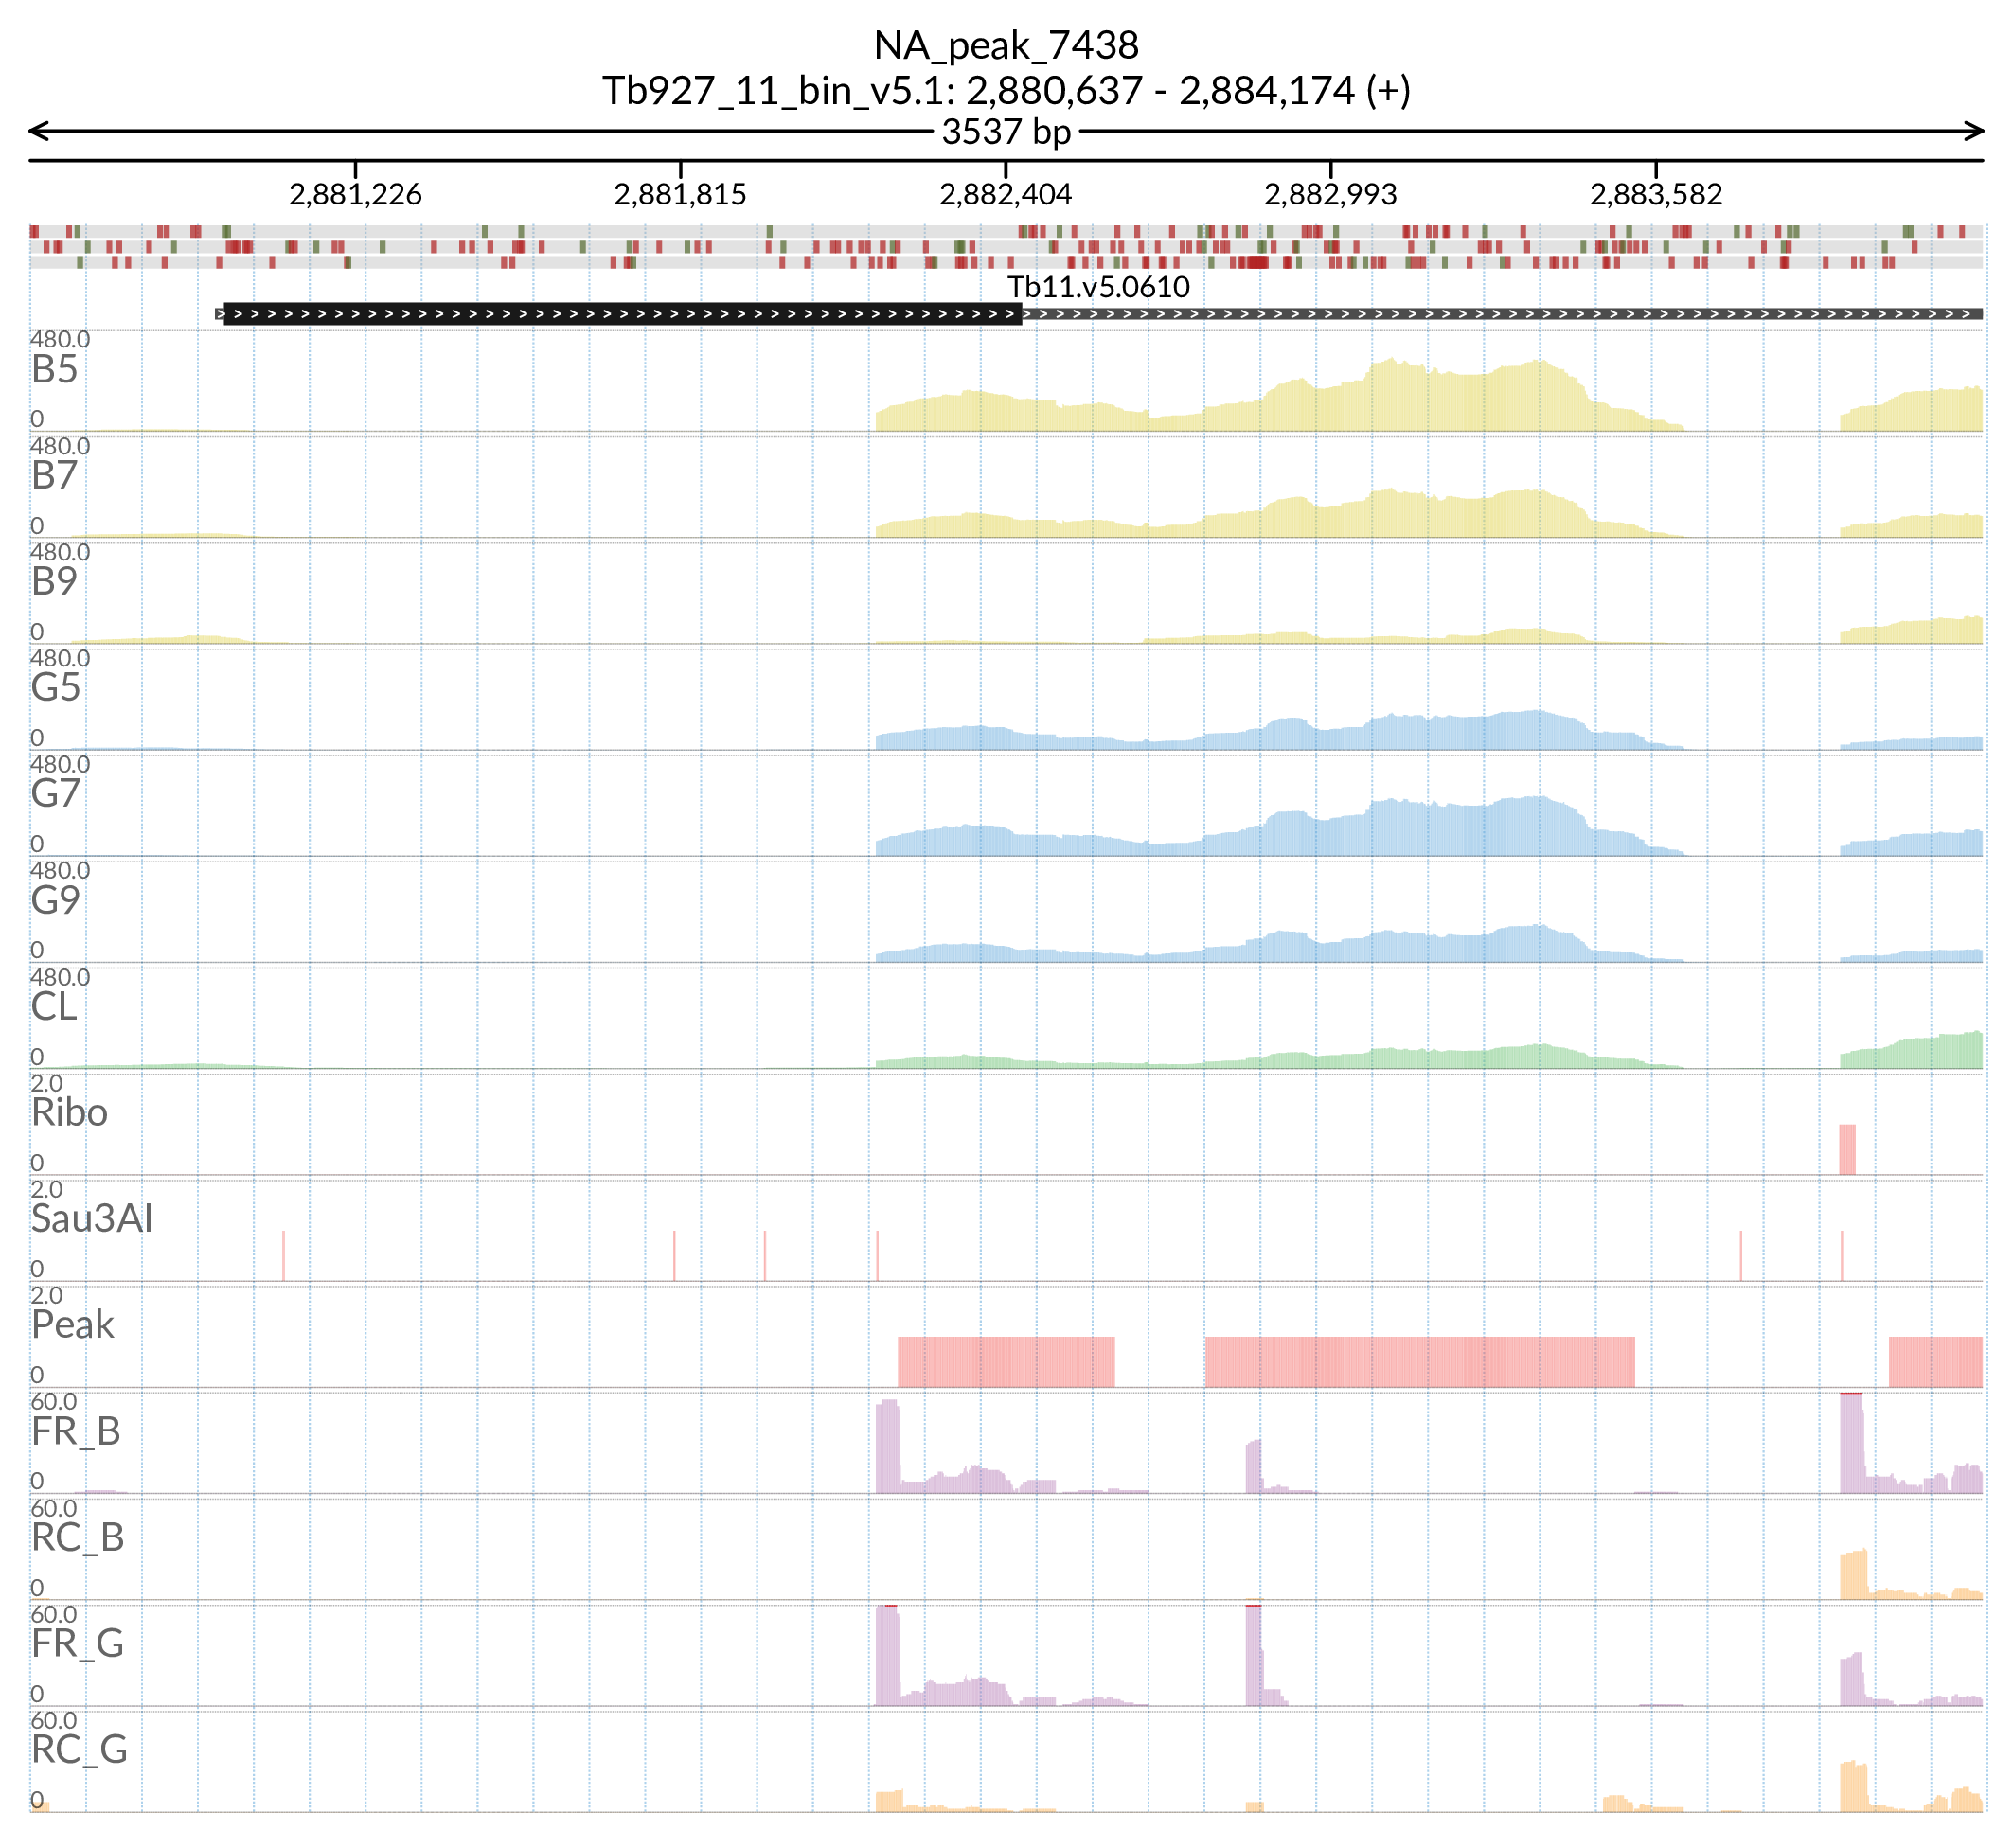 NA_peak_7438
Tb927_11_bin_v5.1: 2,880,637 - 2,884,174 (+)
3537 bp
2,881,226 2,881,815 2,882,404 2,882,993 2,883,582
Tb11.v5.0610
480.0
B5
0
480.0
B7
0
480.0
B9
0
480.0
G5
0
480.0
G7
0
480.0
G9
0
480.0
CL
0
2.0
Ribo
0
2.0
Sau3AI
0
2.0
Peak
0
60.0
FR_B
0
60.0
RC_B
0
60.0
FR_G
0
60.0
RC_G
0